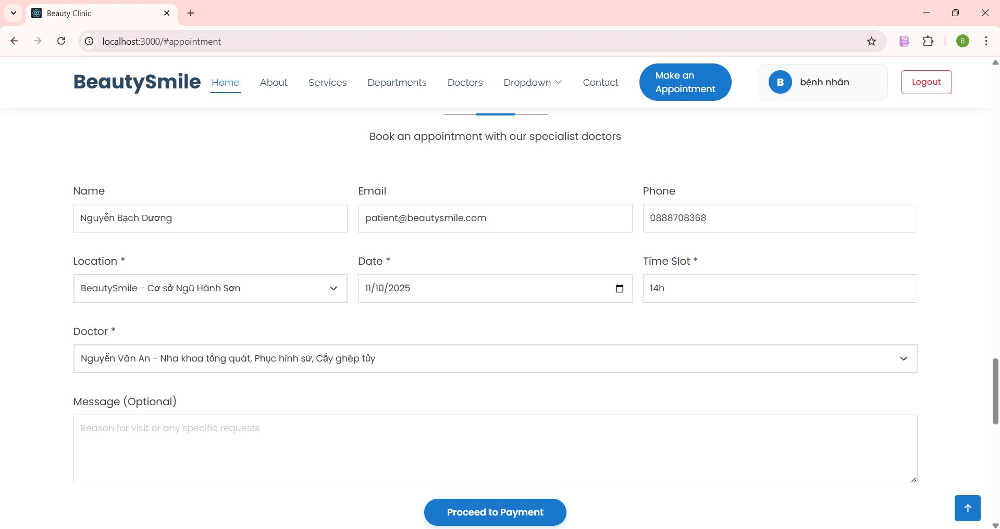 Beauty Clinic
localhost:3000/#appointment
B
BeautySmile
Home
About
Services
Departments
Doctors
Dropdown
Contact
Make an
Appointment
B
bệnh nhân
Logout
Book an appointment with our specialist doctors
Name
Email
Phone
Nguyễn Bạch Dương
patient@beautysmile.com
0888708368
Location *
Date *
Time Slot *
BeautySmile - Cơ sở Ngũ Hành Sơn
11/10/2025
14h
Doctor *
Nguyễn Văn An - Nha khoa tổng quát, Phục hình sứ, Cấy ghép tủy
Message (Optional)
Reason for visit or any specific requests
Proceed to Payment